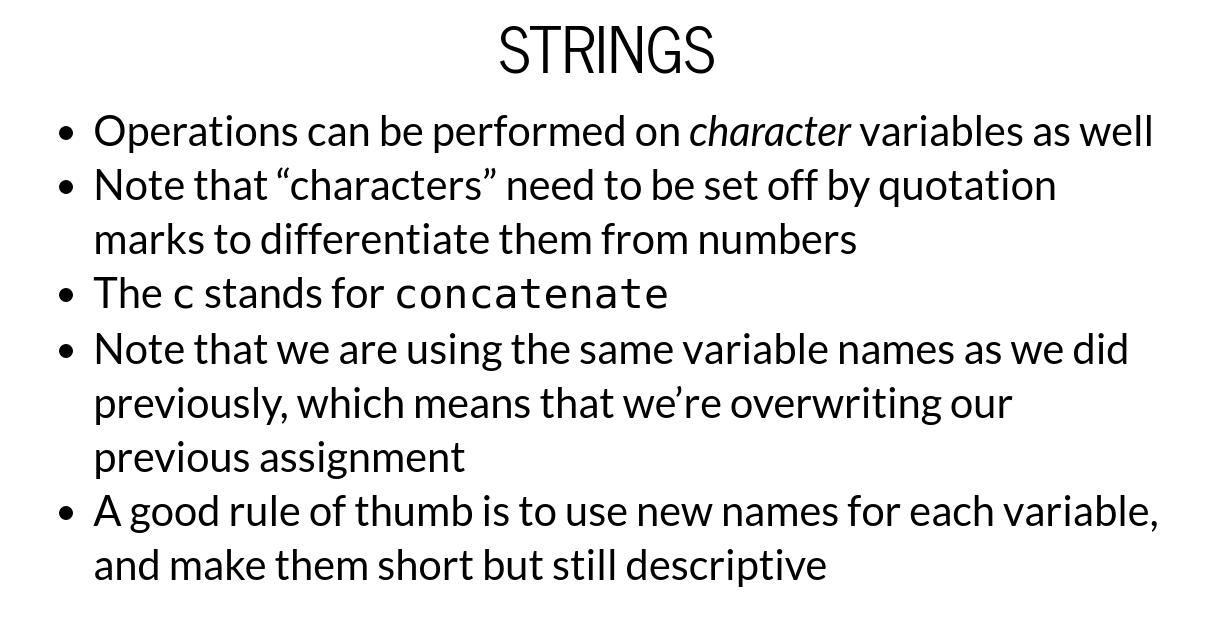 STRINGS
• Operations can be performed on character variables as well
• Note that “characters” need to be set off by quotation
marks to differentiate them from numbers
• The c stands for concatenate
• Note that we are using the same variable names as we did
previously, which means that we’re overwriting our
previous assignment
• A good rule of thumb is to use new names for each variable,
and make them short but still descriptive